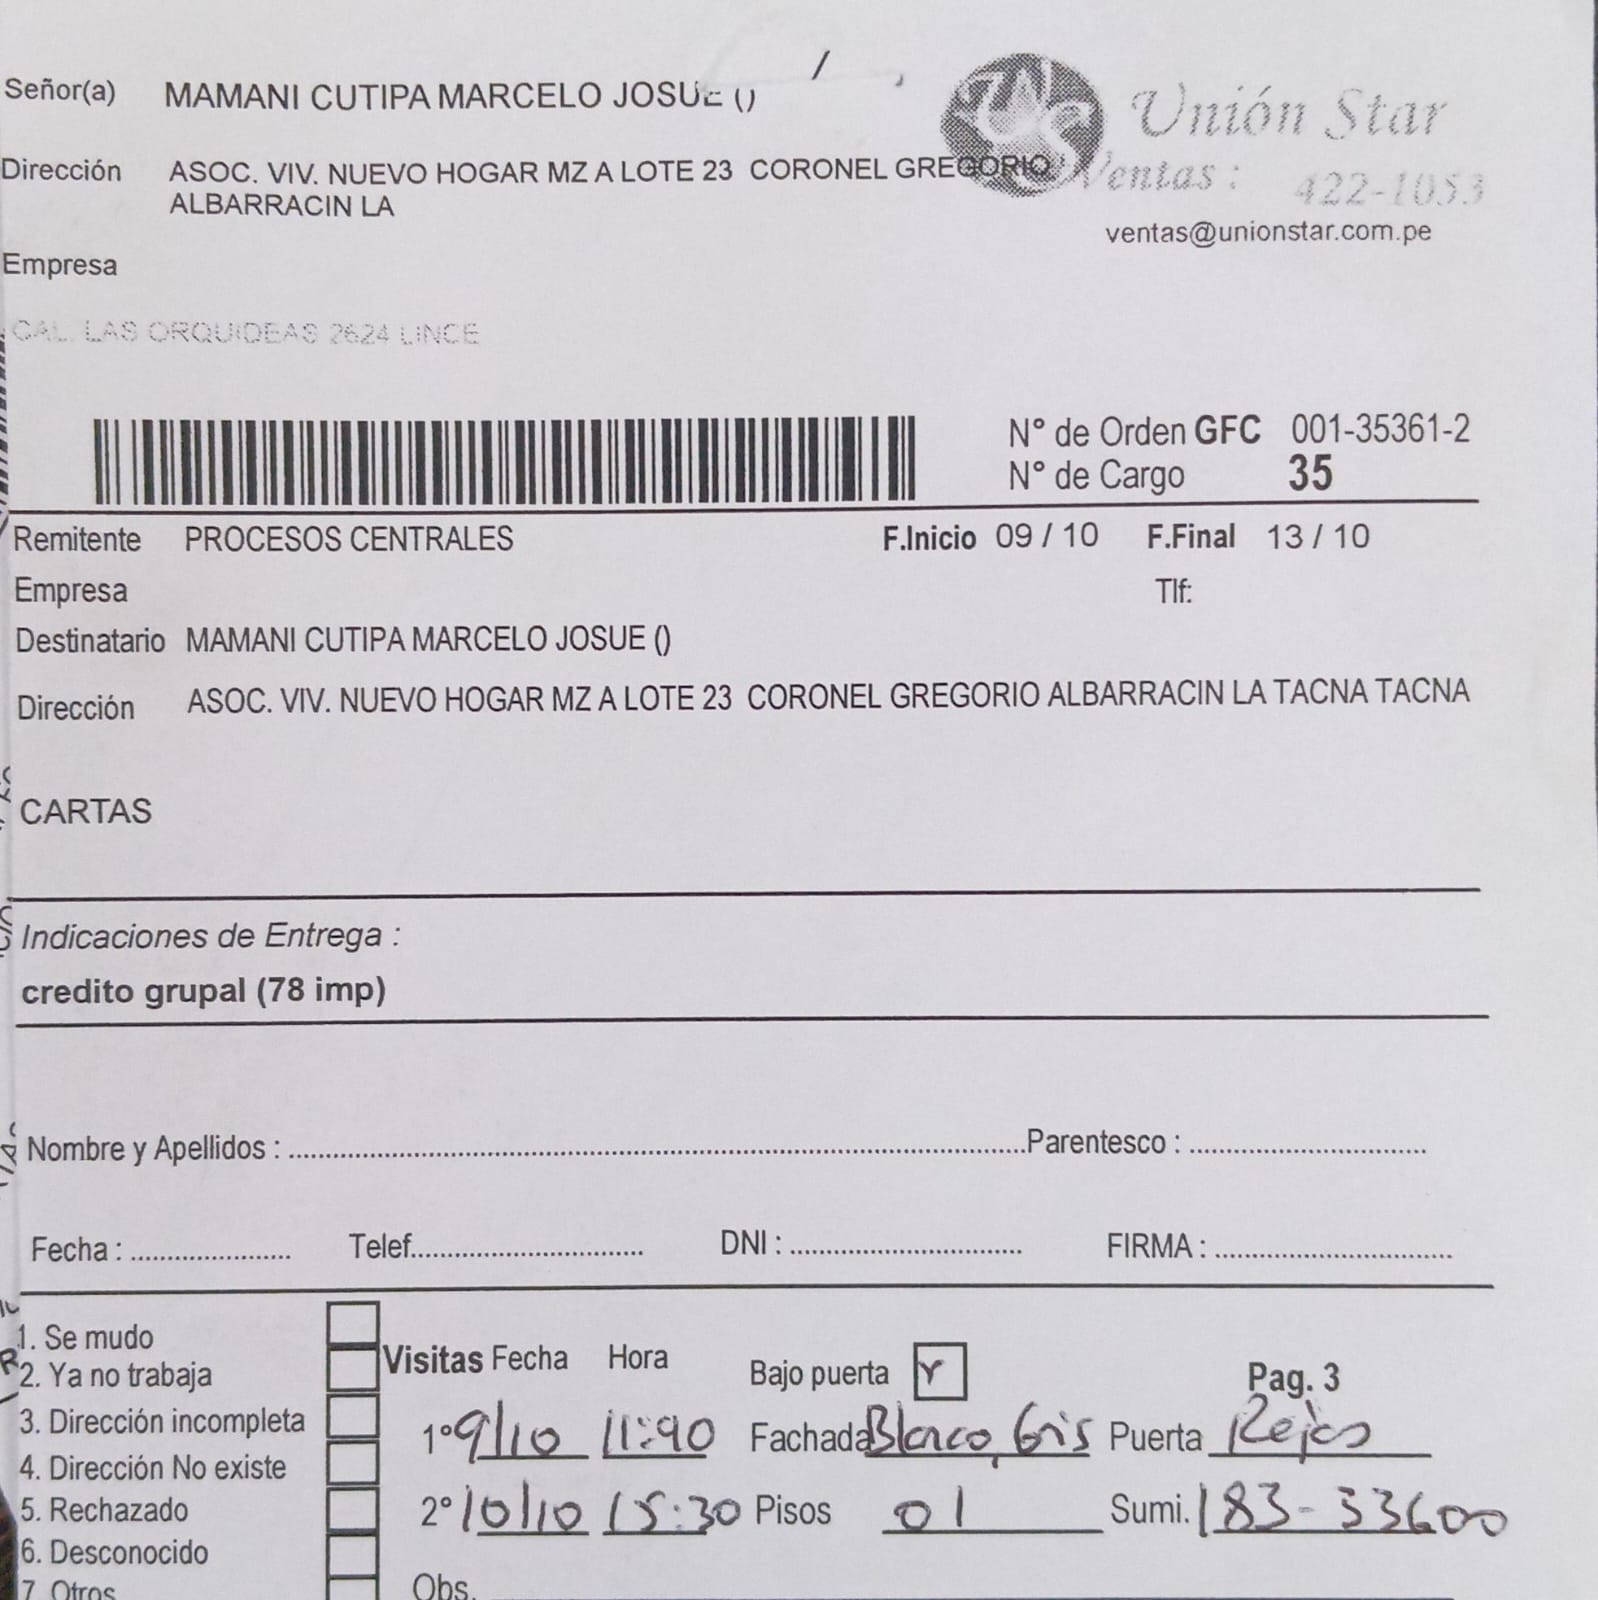 Señor(a) MAMANI CUTIPA MARCELO JOSUE ()
Unión Star
Dirección ASOC. VIV. NUEVO HOGAR MZ A LOTE 23 CORONEL GREGORIO
ALBARRACIN LA
Ventas : 422-1053
ventas@unionstar.com.pe
Empresa
CAL. LAS ORQUIDEAS 2624 LINCE
N° de Orden GFC 001-35361-2
N° de Cargo 35
Remitente PROCESOS CENTRALES F.Inicio 09 / 10 F.Final 13 / 10
Empresa Tlf:
Destinatario MAMANI CUTIPA MARCELO JOSUE ()
Dirección ASOC. VIV. NUEVO HOGAR MZ A LOTE 23 CORONEL GREGORIO ALBARRACIN LA TACNA TACNA
CARTAS
Indicaciones de Entrega :
credito grupal (78 imp)
Nombre y Apellidos : Parentesco :
Fecha : Telef. DNI : FIRMA :
1. Se mudo
2. Ya no trabaja
3. Dirección incompleta
4. Dirección No existe
5. Rechazado
6. Desconocido
7. Otros
Visitas Fecha Hora Bajo puerta Pag. 3
1° 9/10 11:90 Fachada Blanco, Gris Puerta Rejas
2° 10/10 15:30 Pisos 01 Sumi. 183-33600
Obs.